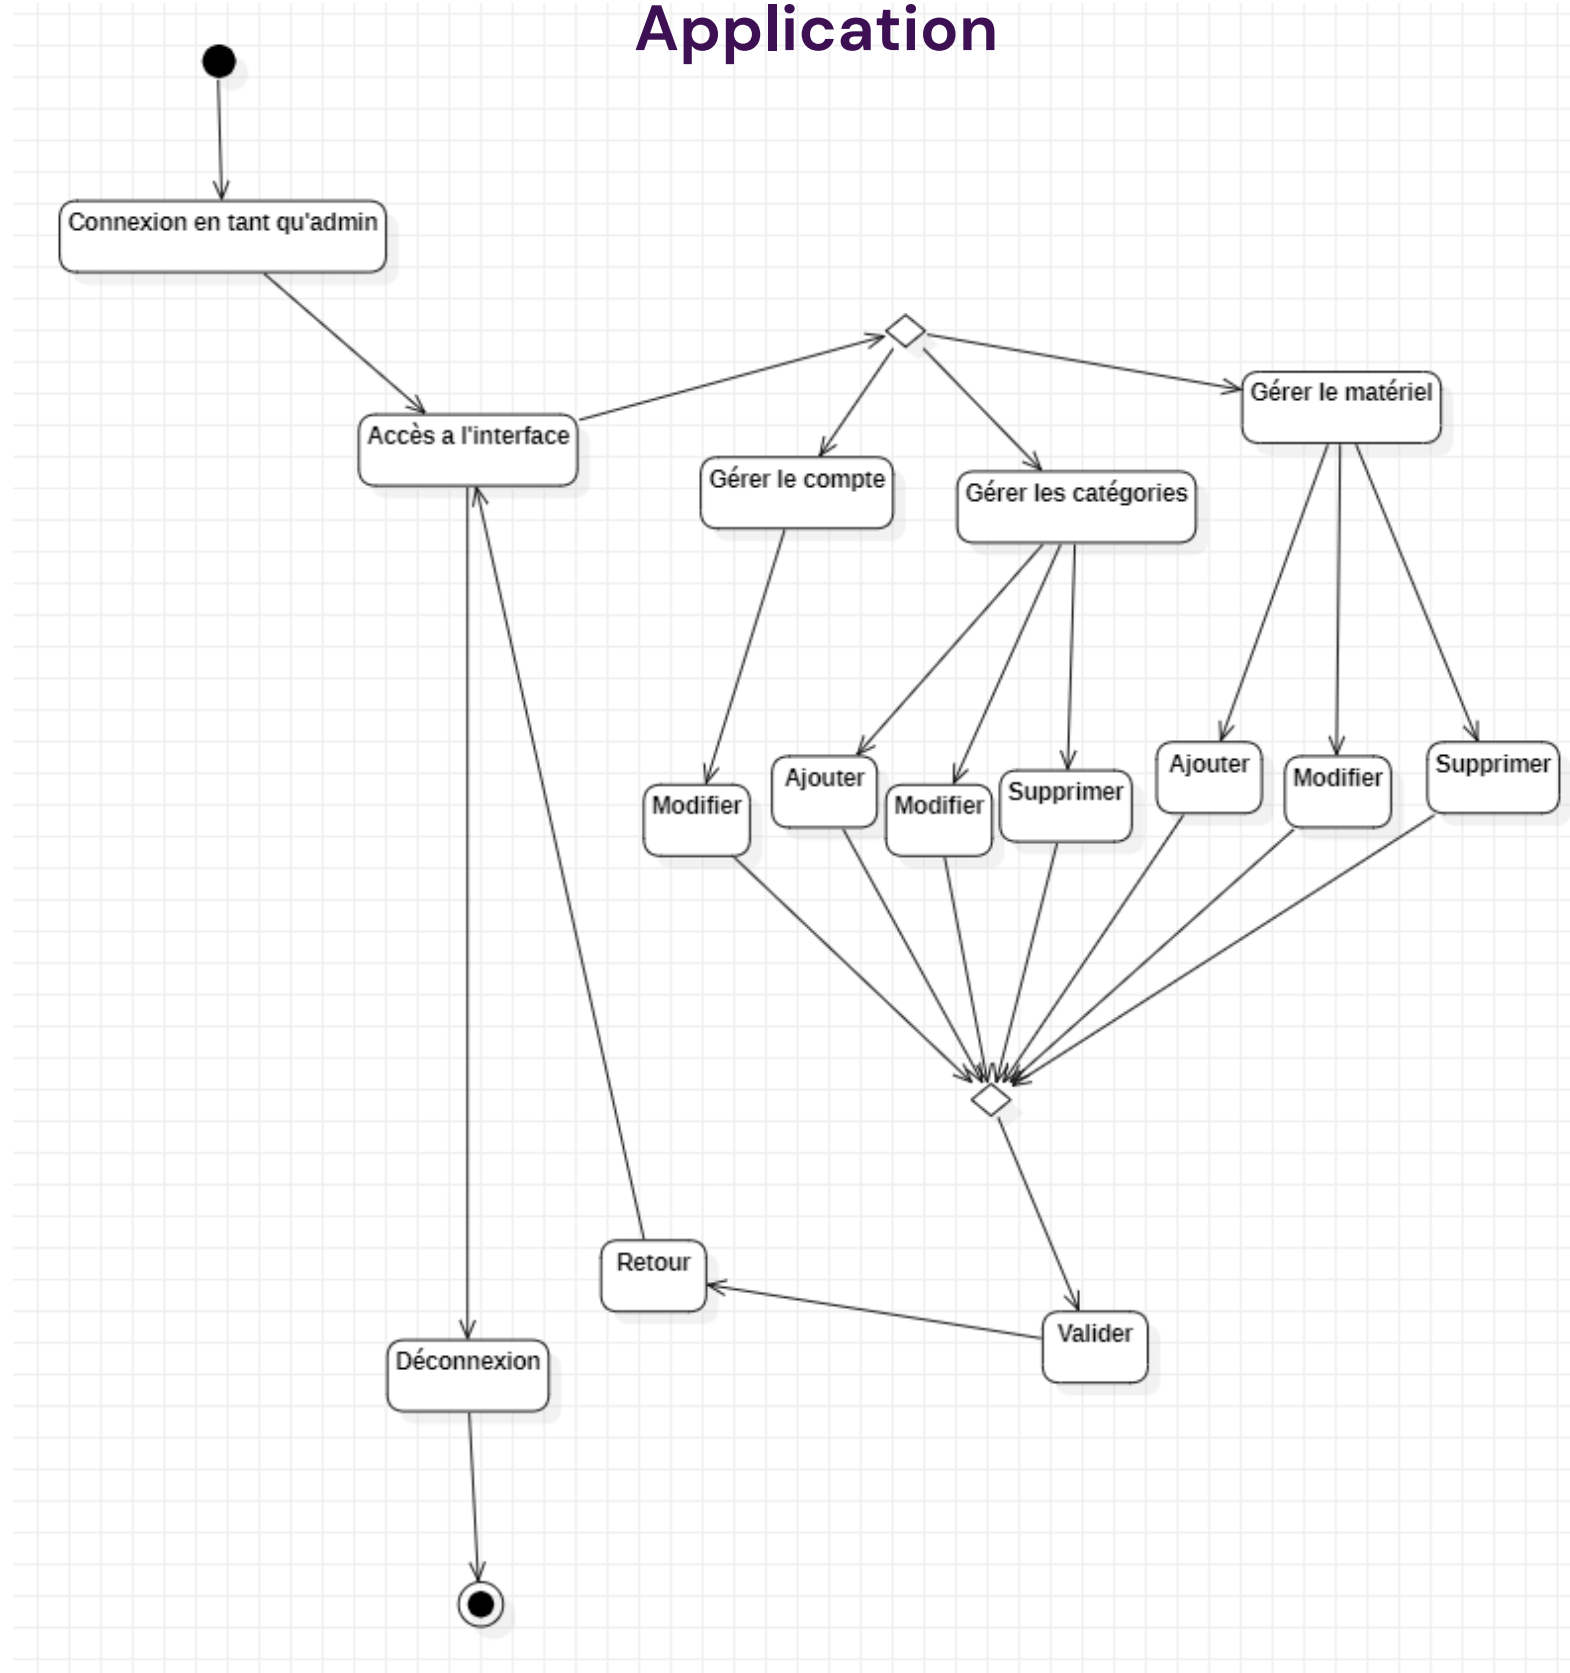 Application
Connexion en tant qu'admin
Accès a l'interface
Gérer le compte
Gérer les catégories
Gérer le matériel
Modifier
Ajouter
Modifier
Supprimer
Ajouter
Modifier
Supprimer
Retour
Valider
Déconnexion